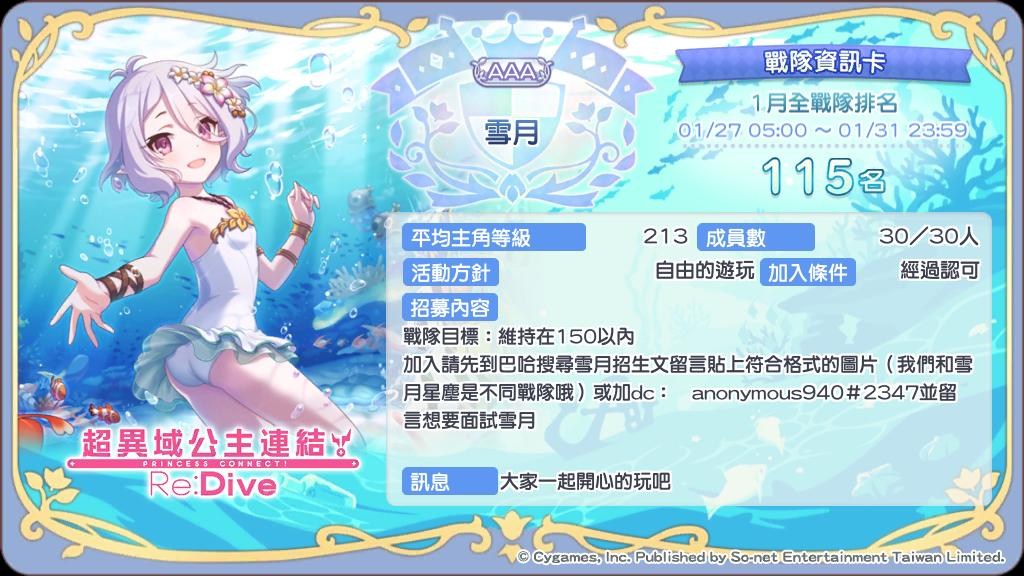 AAA
雪月
戰隊資訊卡
1月全戰隊排名
01/27 05:00 ~ 01/31 23:59
115名
平均主角等級 213 成員數 30/30人
活動方針 自由的遊玩 加入條件 經過認可
招募內容
戰隊目標：維持在150以內
加入請先到巴哈搜尋雪月招生文留言貼上符合格式的圖片（我們和雪
月星塵是不同戰隊哦）或加dc： anonymous940#2347並留
言想要面試雪月
訊息 大家一起開心的玩吧
超異域公主連結
PRINCESS CONNECT!
Re:Dive
© Cygames, Inc. Published by So-net Entertainment Taiwan Limited.